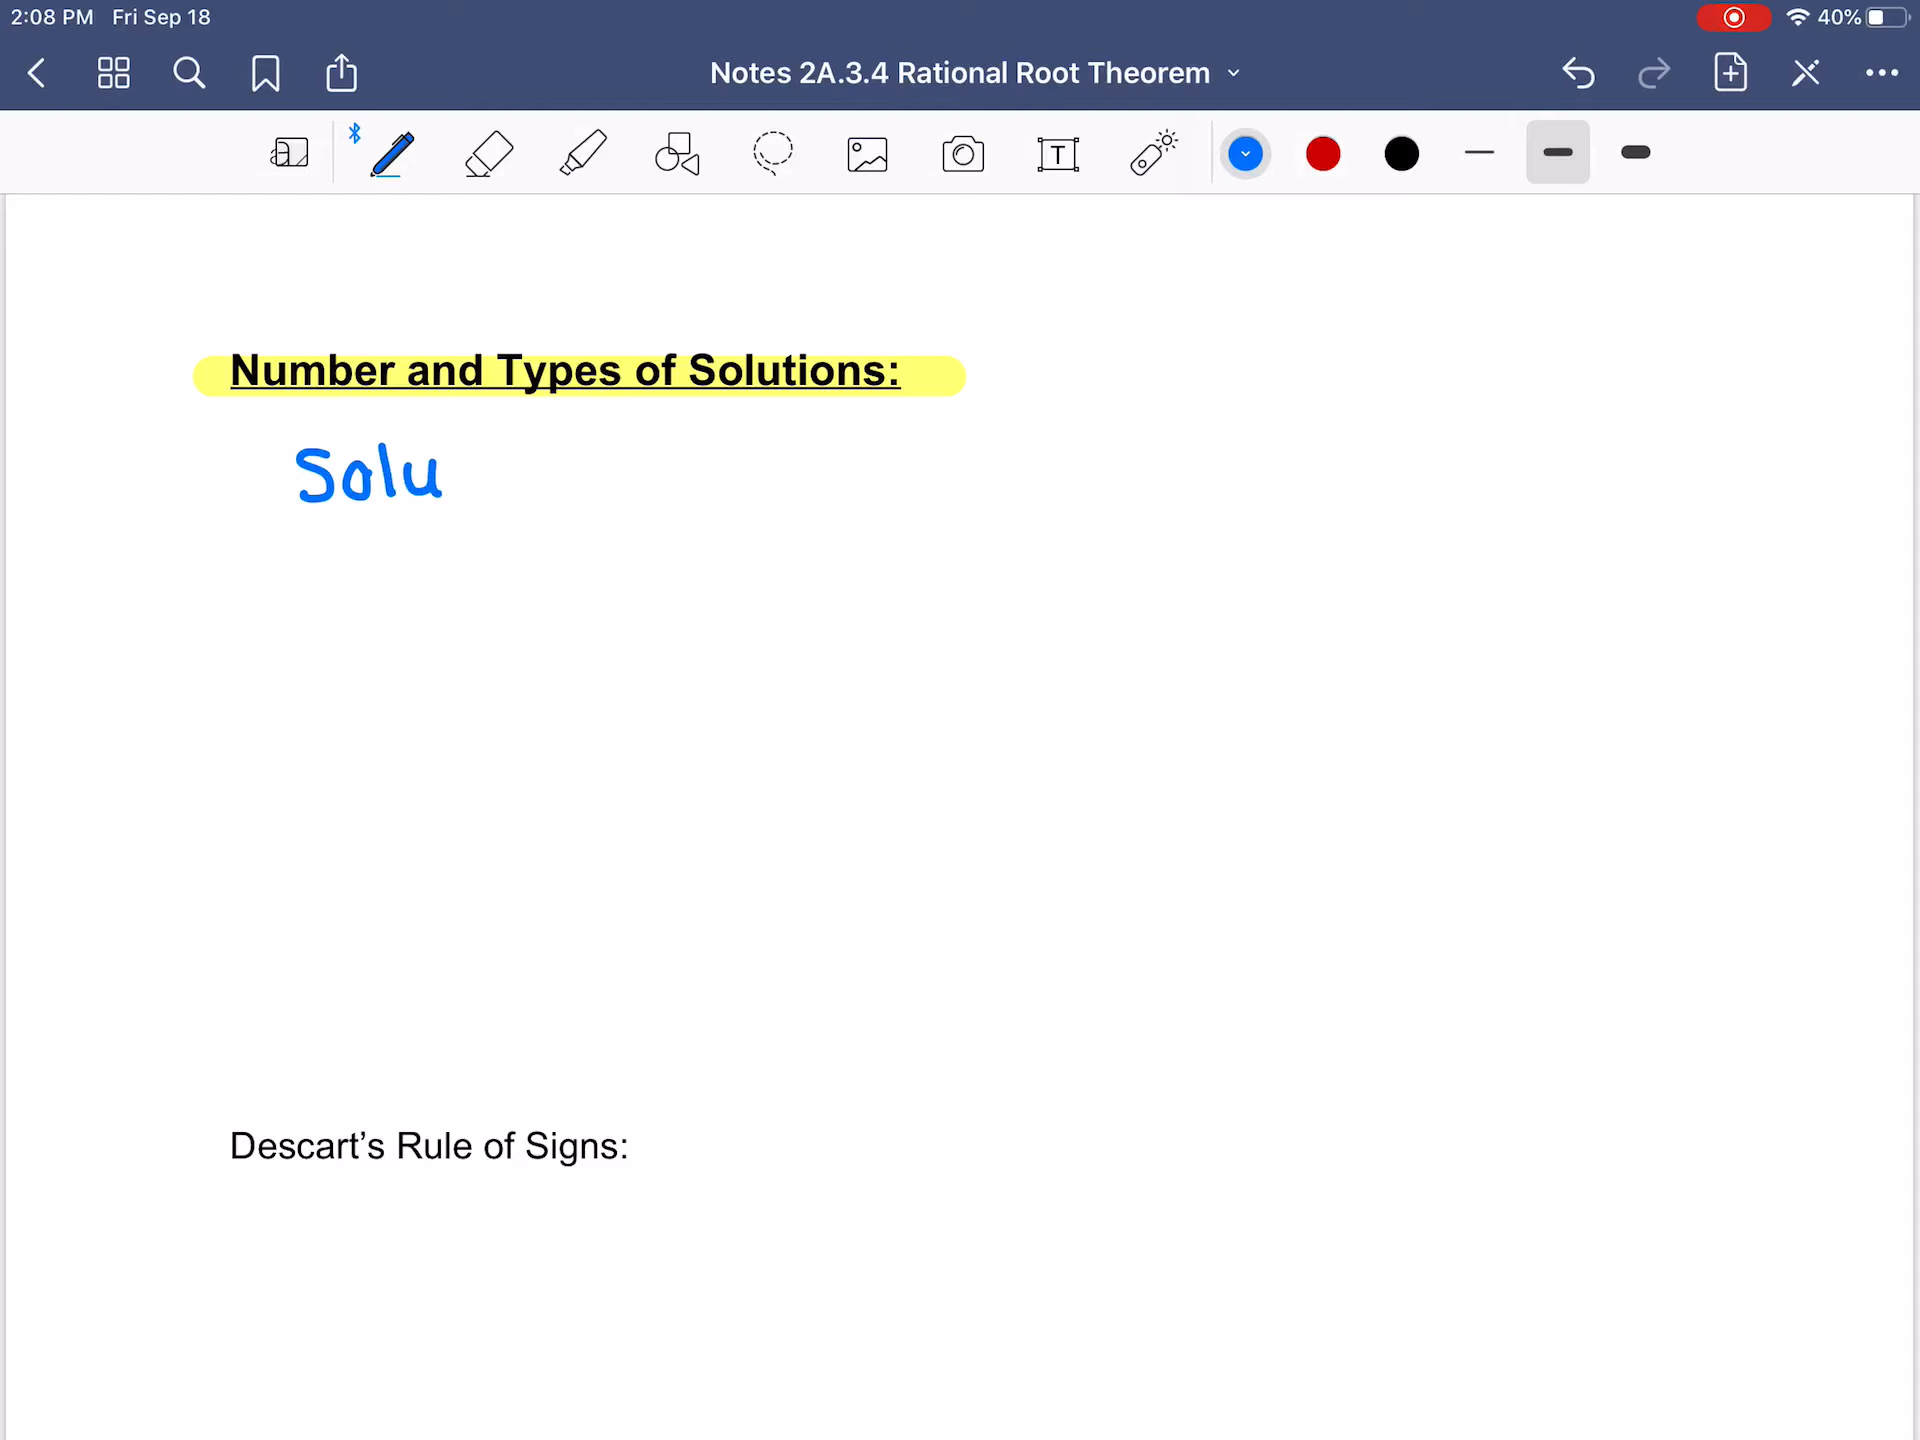 2:08 PM Fri Sep 18
40%
Notes 2A.3.4 Rational Root Theorem
a
T
Number and Types of Solutions:
Solu
Descart’s Rule of Signs: